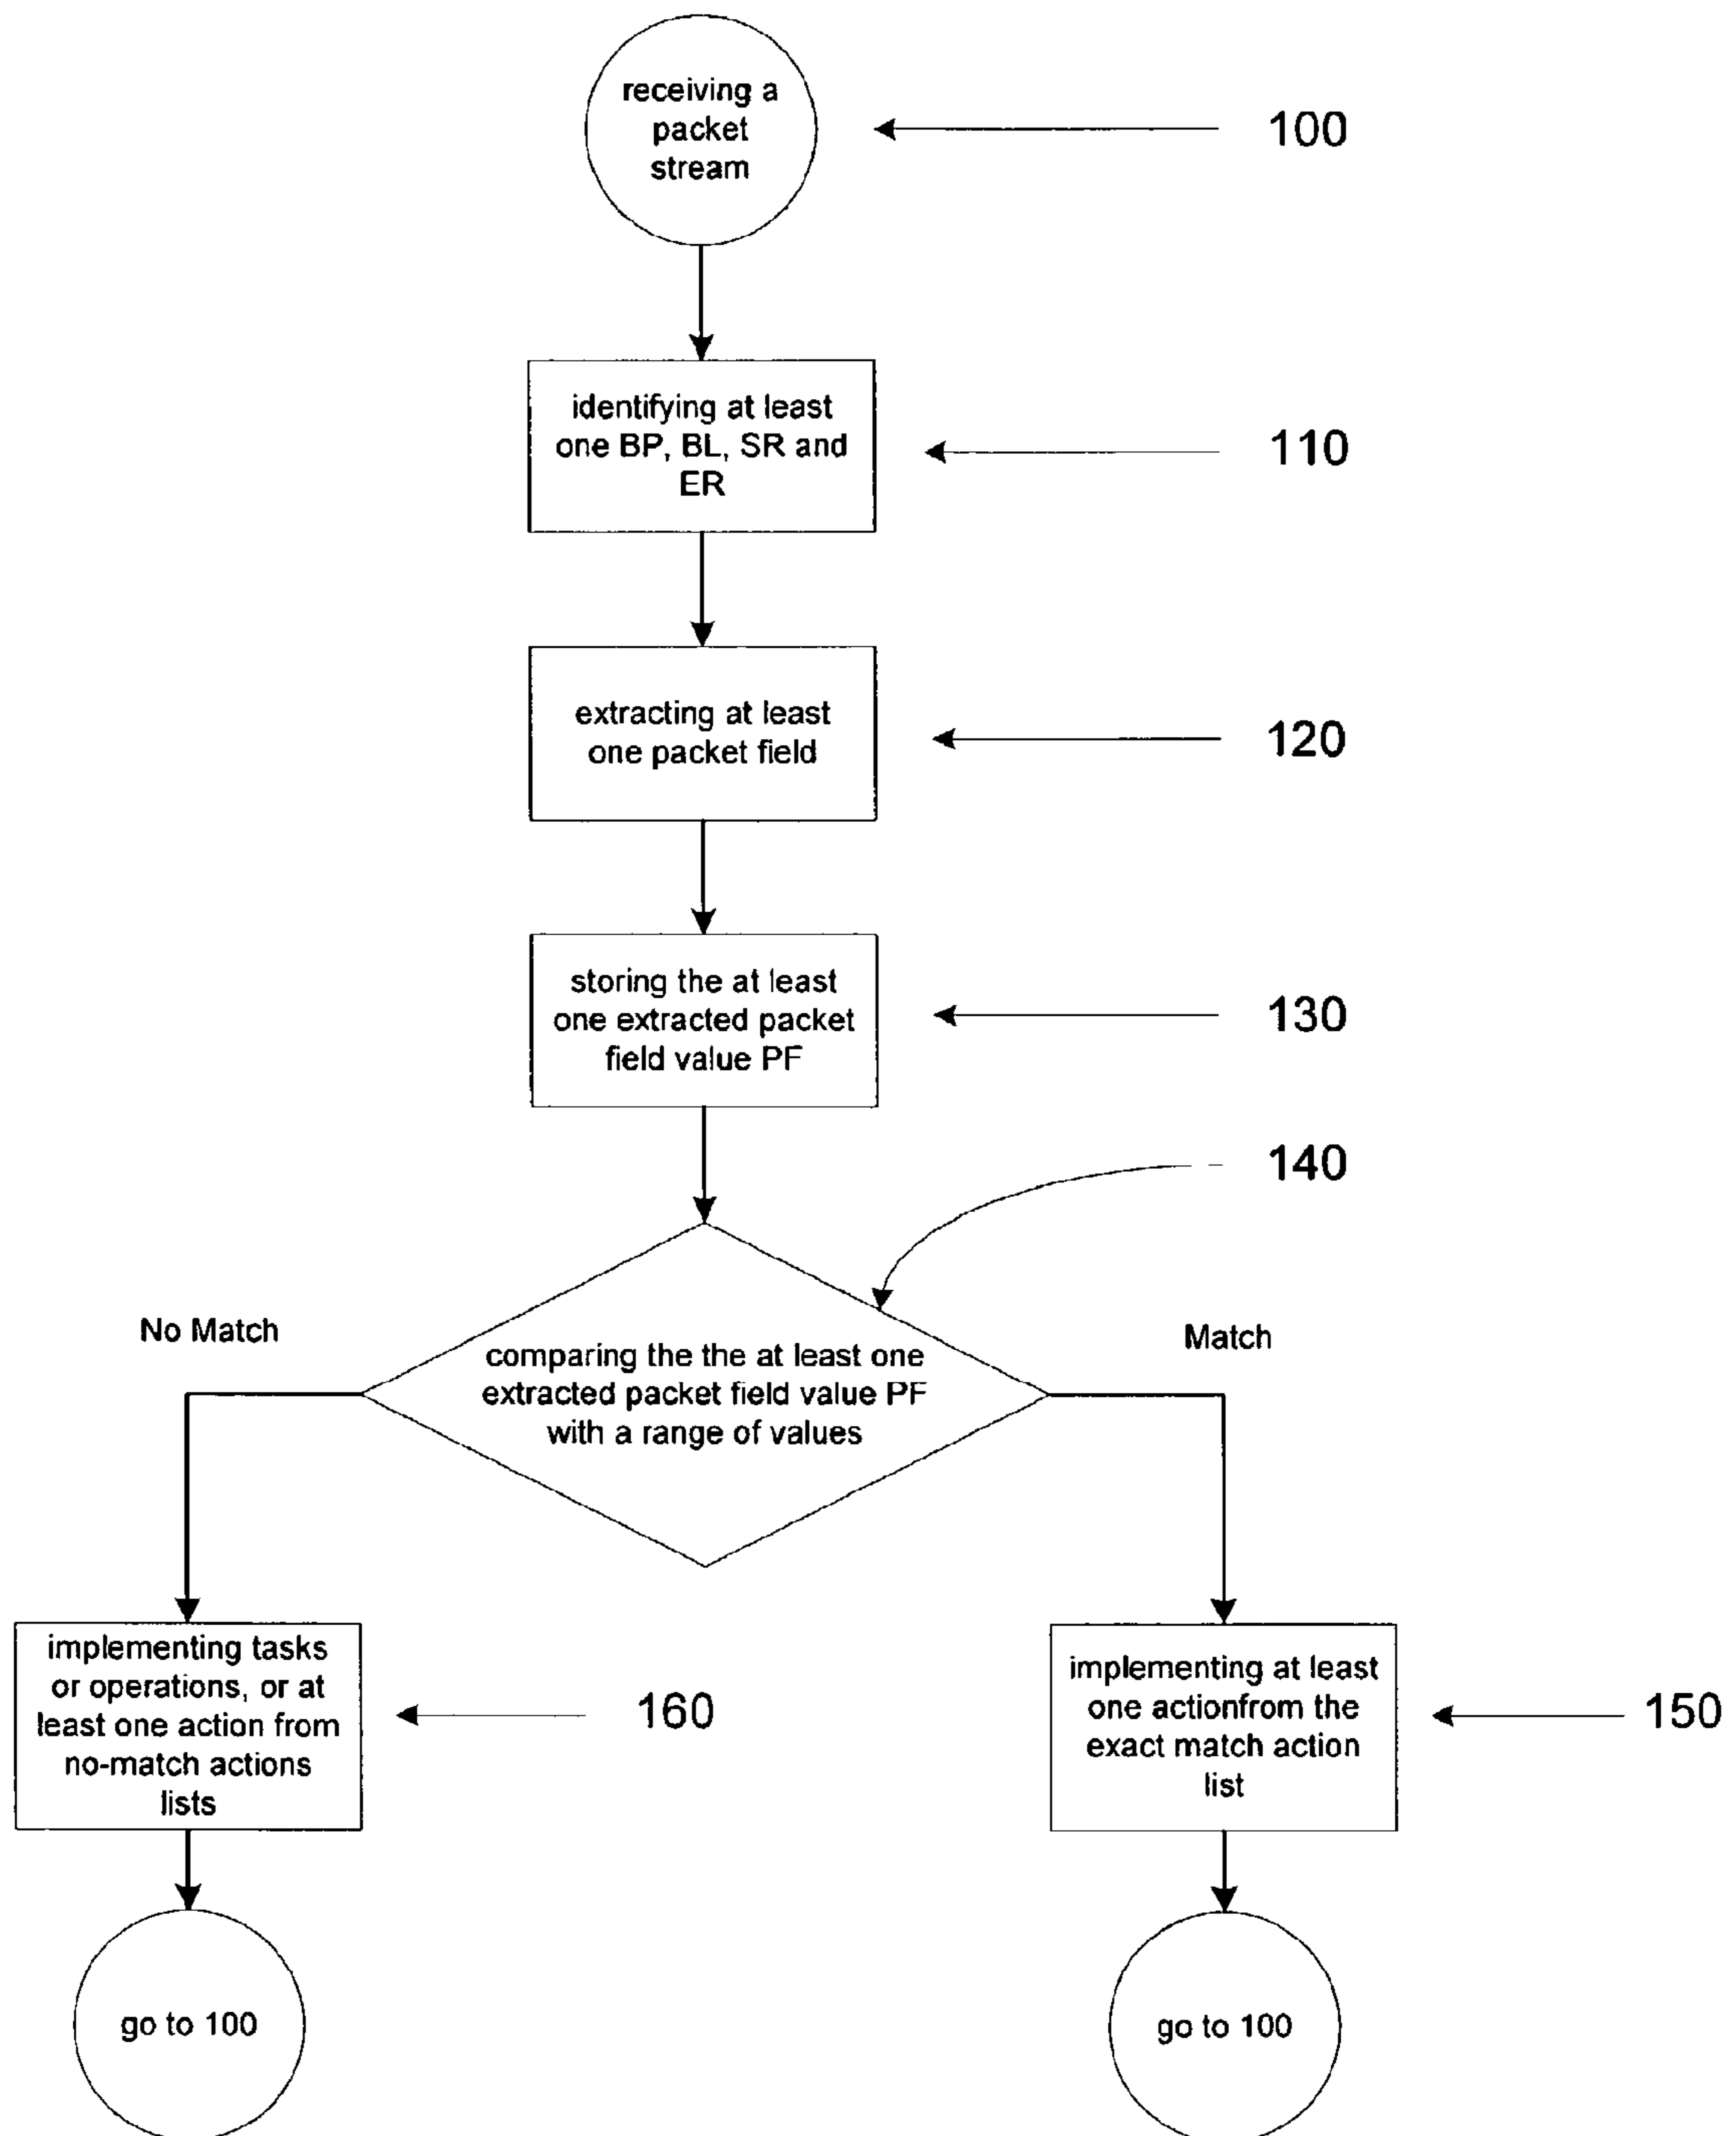 receiving a
packet
stream
100
identifying at least
one BP, BL, SR and
ER
110
extracting at least
one packet field
120
storing the at least
one extracted packet
field value PF
130
140
No Match
Match
comparing the the at least one
extracted packet field value PF
with a range of values
implementing tasks
or operations, or at
least one action from
no-match actions
lists
160
implementing at least
one actionfrom the
exact match action
list
150
go to 100
go to 100